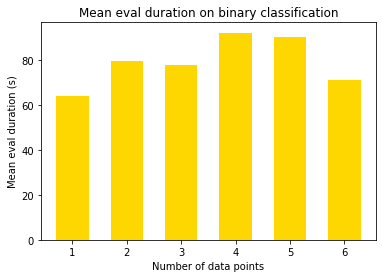 Mean eval duration on binary classification
Mean eval duration (s)
80
60
40
20
0
1 2 3 4 5 6
Number of data points